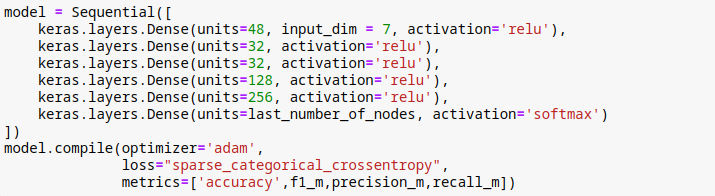 model = Sequential([
    keras.layers.Dense(units=48, input_dim = 7, activation='relu'),
    keras.layers.Dense(units=32, activation='relu'),
    keras.layers.Dense(units=32, activation='relu'),
    keras.layers.Dense(units=128, activation='relu'),
    keras.layers.Dense(units=256, activation='relu'),
    keras.layers.Dense(units=last_number_of_nodes, activation='softmax')
])
model.compile(optimizer='adam',
              loss="sparse_categorical_crossentropy",
              metrics=['accuracy',f1_m,precision_m,recall_m])